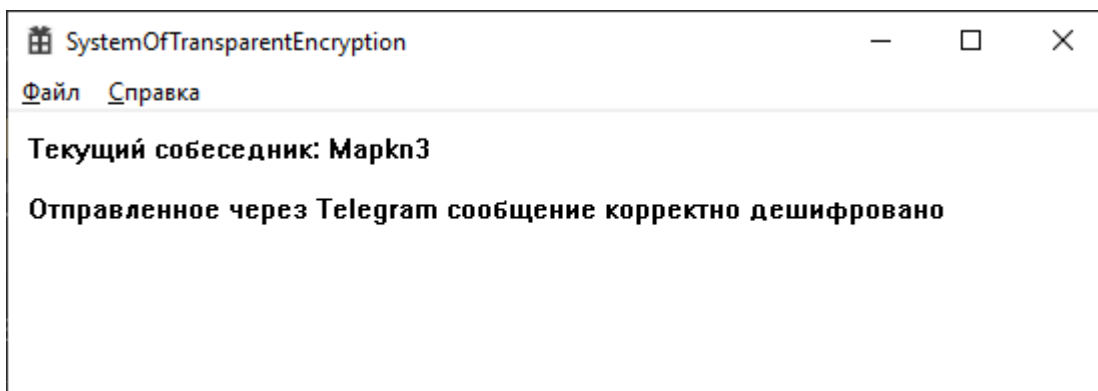 SystemOfTransparentEncryption
Файл Справка
Текущий собеседник: Mapkn3
Отправленное через Telegram сообщение корректно дешифровано